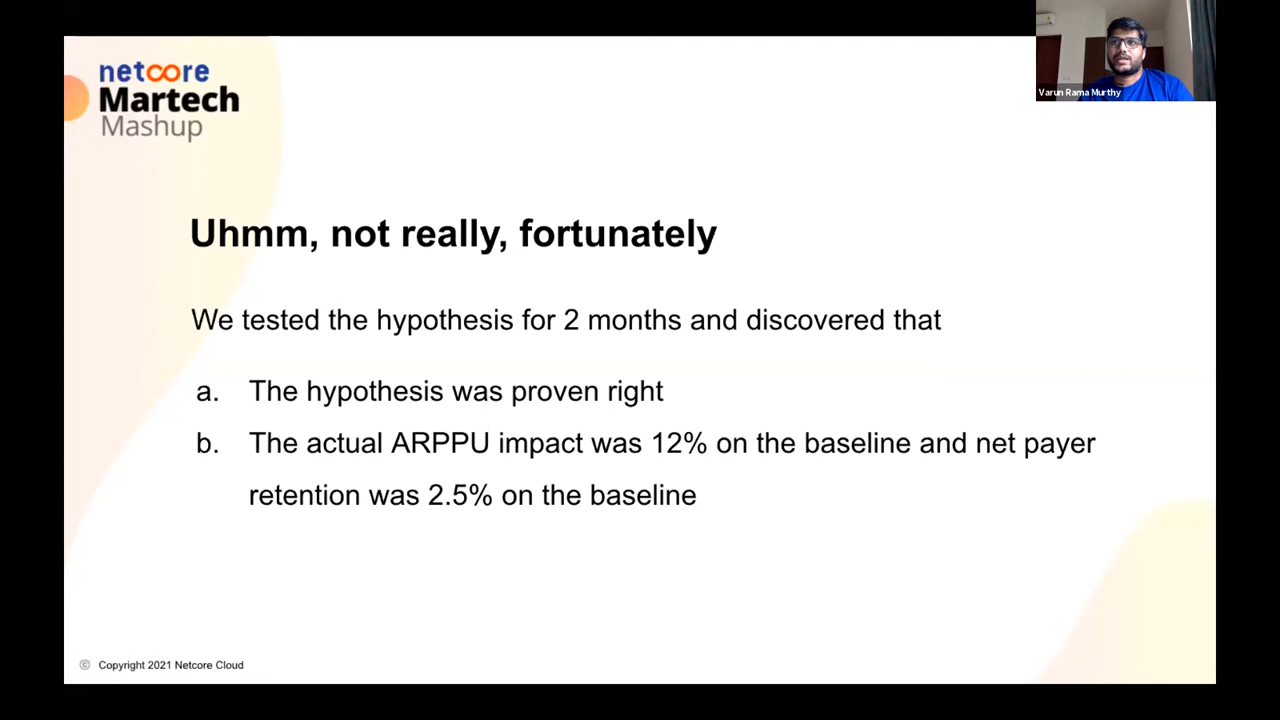 netcore
Martech
Mashup
Varun Rama Murthy
Uhmm, not really, fortunately
We tested the hypothesis for 2 months and discovered that
a. The hypothesis was proven right
b. The actual ARPPU impact was 12% on the baseline and net payer
retention was 2.5% on the baseline
© Copyright 2021 Netcore Cloud